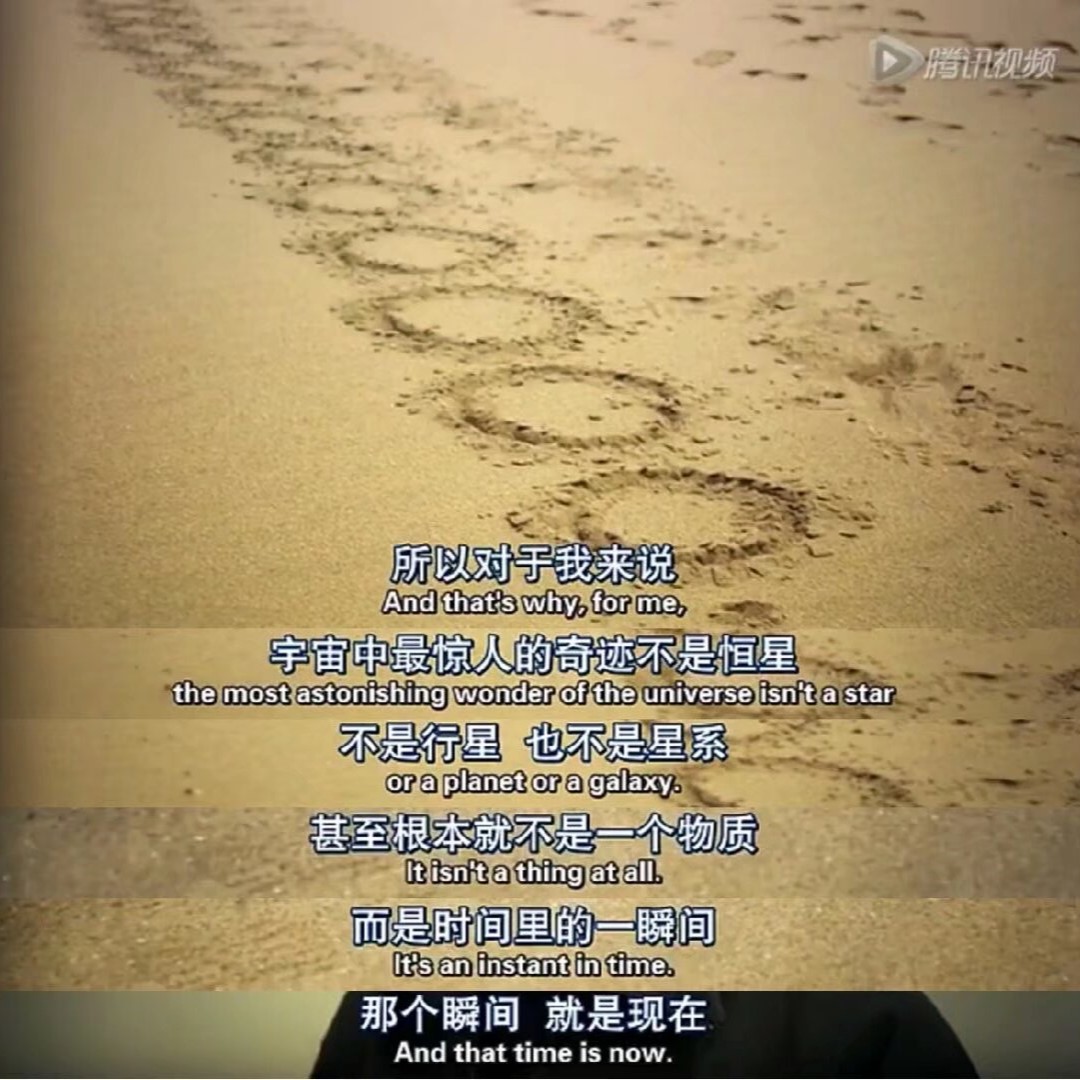 腾讯视频
所以对于我来说
And that's why, for me,
宇宙中最惊人的奇迹不是恒星
the most astonishing wonder of the universe isn't a star
不是行星 也不是星系
or a planet or a galaxy.
甚至根本就不是一个物质
It isn't a thing at all.
而是时间里的一瞬间
It's an instant in time.
那个瞬间 就是现在
And that time is now.